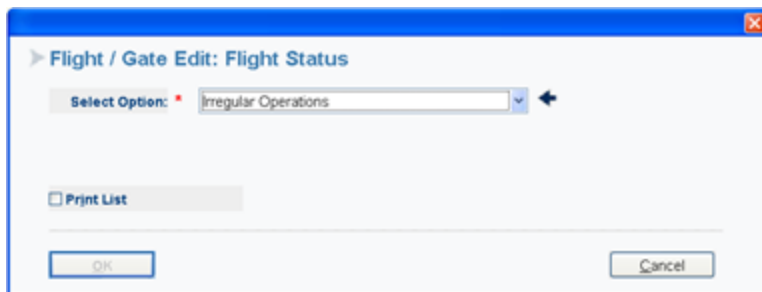 Flight / Gate Edit: Flight Status
Select Option: * Irregular Operations
Print List
OK
Cancel